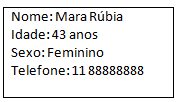 Nome: Mara Rúbia
Idade: 43 anos
Sexo: Feminino
Telefone: 11 88888888